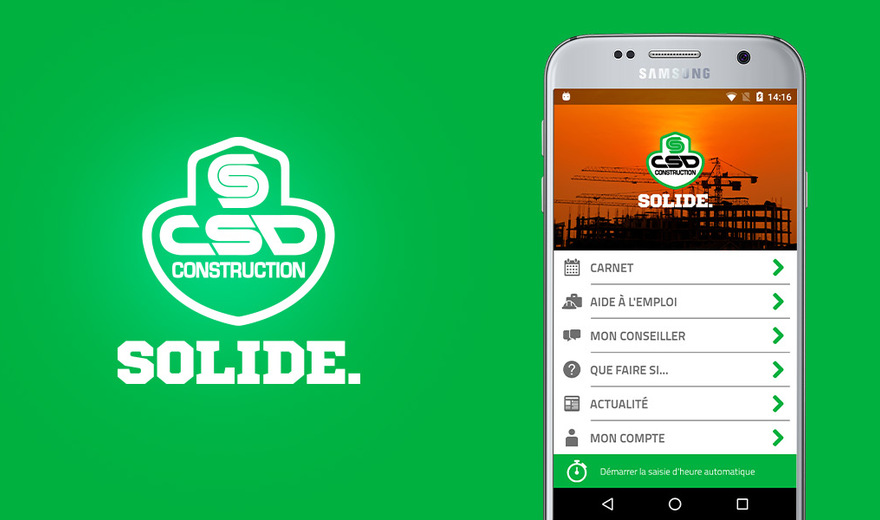 S
CSD
CONSTRUCTION
SOLIDE.
SAMSUNG
14:16
S
CSD
CONSTRUCTION
SOLIDE.
CARNET
AIDE À L'EMPLOI
MON CONSEILLER
QUE FAIRE SI...
ACTUALITÉ
MON COMPTE
Démarrer la saisie d'heure automatique